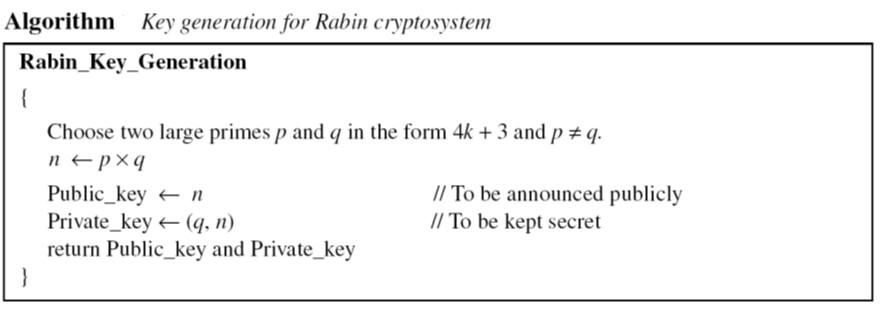 Algorithm Key generation for Rabin cryptosystem
Rabin_Key_Generation
{
Choose two large primes p and q in the form 4k + 3 and p ≠ q.
n ← p × q
Public_key ← n // To be announced publicly
Private_key ← (q, n) // To be kept secret
return Public_key and Private_key
}